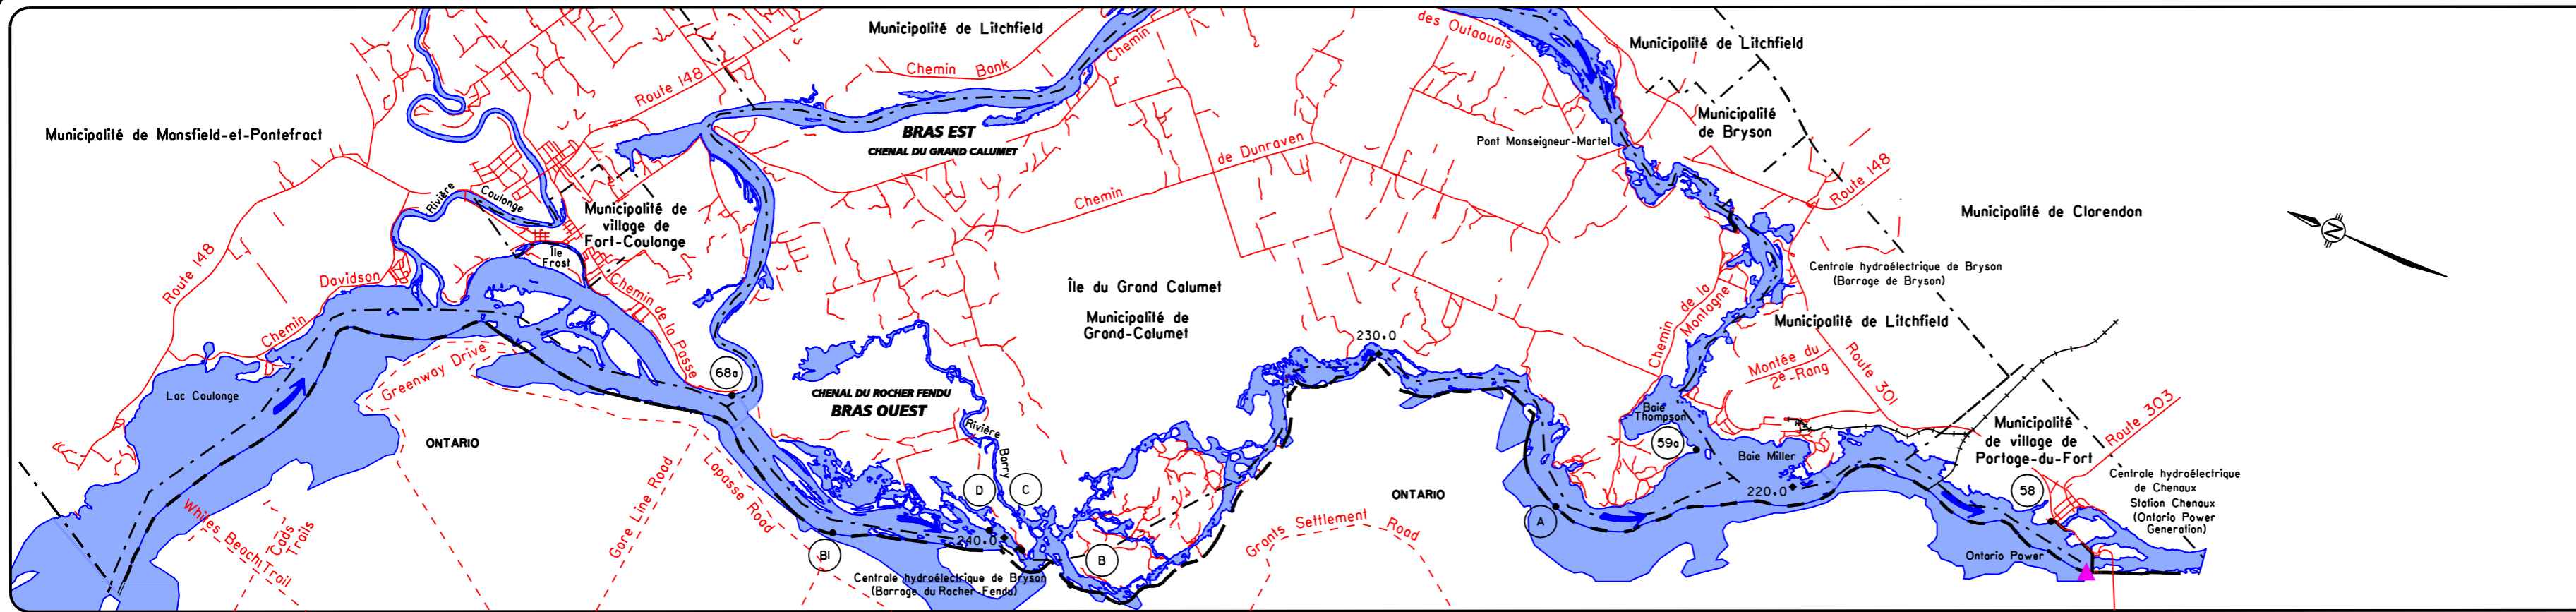 Municipalité de Mansfield-et-Pontefract
Route 148
Chemin
Davidson
Lac Coulonge
Rivière
Coulonge
Île
Frost
Municipalité de
village de
Fort-Coulonge
Chemin de la Passe
Route 148
Municipalité de Litchfield
Chemin Bank
Chemin
BRAS EST
CHENAL DU GRAND CALUMET
Chemin
de Dunraven
Île du Grand Calumet
Municipalité de
Grand-Calumet
CHENAL DU ROCHER FENDU
BRAS OUEST
Rivière
Barry
68a
Greenway Drive
ONTARIO
Gore Line Road
Lapasse Road
Whites Beach Trail
Cads
Trails
B1
D
C
B
240.0
Centrale hydroélectrique de Bryson
(Barrage du Rocher-Fendu)
230.0
ONTARIO
Grants Settlement Road
A
des Outaouais
Municipalité de Litchfield
Municipalité
de Bryson
Pont Monseigneur-Martel
Route 148
Municipalité de Clarendon
Centrale hydroélectrique de Bryson
(Barrage de Bryson)
Chemin de la
Montagne
Municipalité de Litchfield
Montée du
2e-Rang
Route 301
Baie
Thompson
59a
Baie Miller
220.0
Municipalité
de village de
Portage-du-Fort
Route 303
58
Centrale hydroélectrique
de Chenaux
Station Chenaux
(Ontario Power
Generation)
Ontario Power
N